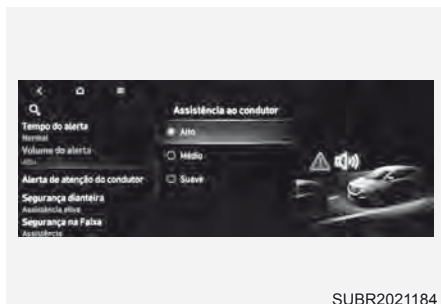 Assistência ao condutor
Tempo do alerta
Normal
Alto
Volume do alerta
Alto
Médio
Alerta de atenção do condutor
Suave
Segurança dianteira
Assistência ativa
Segurança na Faixa
Assistência
SUBR2021184